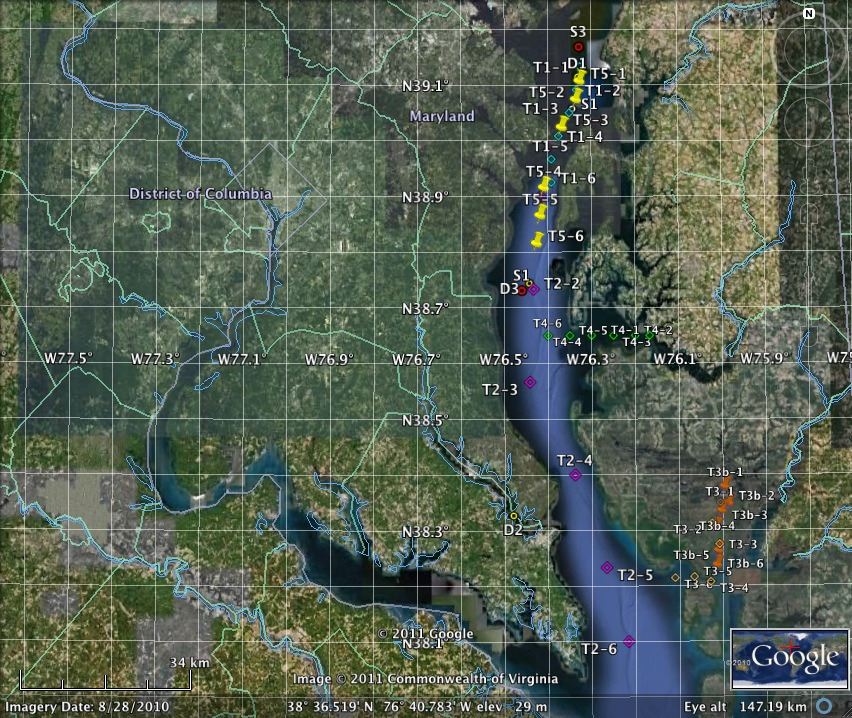 N
S3
T1-1 D1 T5-1
N39.1°
T5-2 T1-2
T1-3 S1
Maryland
T5-3
T1-4
T1-5
T5-4 T1-6
District of Columbia
N38.9°
T5-5
T5-6
S1
D3 T2-2
N38.7°
T4-6 T4-5 T4-1 T4-2
T4-4 T4-3
W77.5° W77.3° W77.1° W76.9° W76.7° W76.5° W76.3° W76.1° W75.9° W75
T2-3
N38.5°
T2-4
T3b-1
T3-1 T3b-2
T3b-3
D2 N38.3° T3-2 T3b-4
T3-3
T3b-5 T3b-6
T2-5 T3-5
T3-6 T3-4
© 2011 Google
N38.1°
T2-6
34 km
©2010 Google
Image © 2011 Commonwealth of Virginia
Imagery Date: 8/28/2010 38° 36.519' N 76° 40.783' W elev -29 m Eye alt 147.19 km